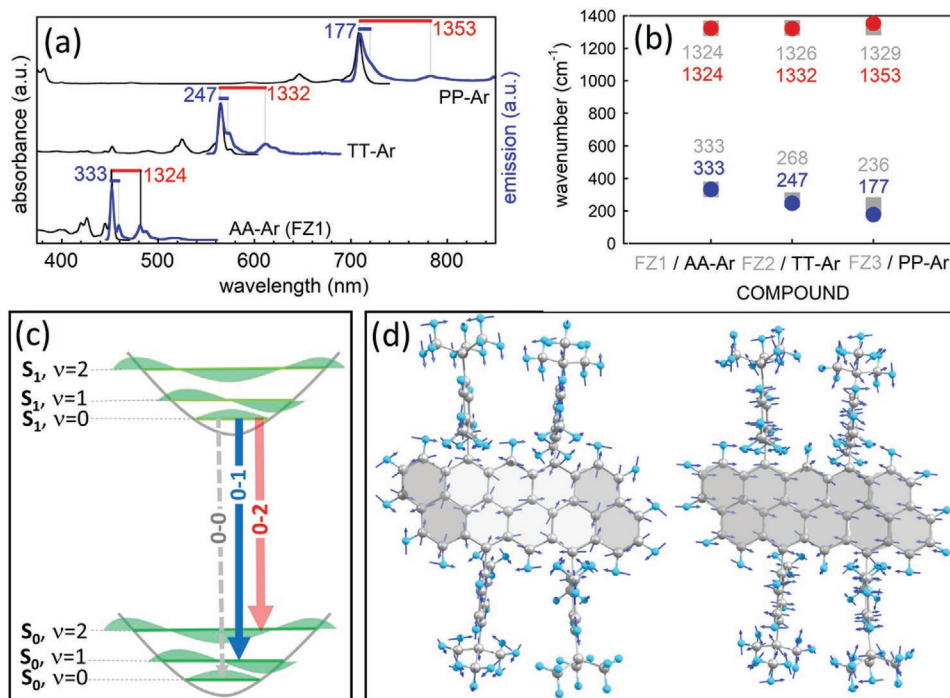 (a)
absorbance (a.u.)
emission (a.u.)
177
1353
PP-Ar
247
1332
TT-Ar
333
1324
AA-Ar (FZ1)
400 500 600 700 800
wavelength (nm)
(b)
wavenumber (cm⁻¹)
1400
1200
1000
800
600
400
200
1324 1326 1329
1324 1332 1353
333 268 236
333 247 177
FZ1 / AA-Ar FZ2 / TT-Ar FZ3 / PP-Ar
COMPOUND
(c)
S₁, ν=2
S₁, ν=1
S₁, ν=0
0-0
0-1
0-2
S₀, ν=2
S₀, ν=1
S₀, ν=0
(d)